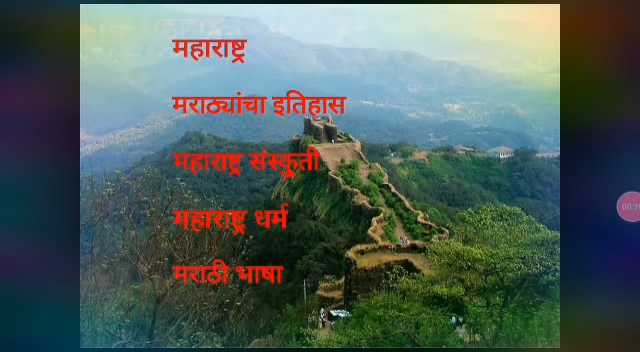 महाराष्ट्र
मराठ्यांचा इतिहास
महाराष्ट्र संस्कृती
महाराष्ट्र धर्म
मराठी भाषा